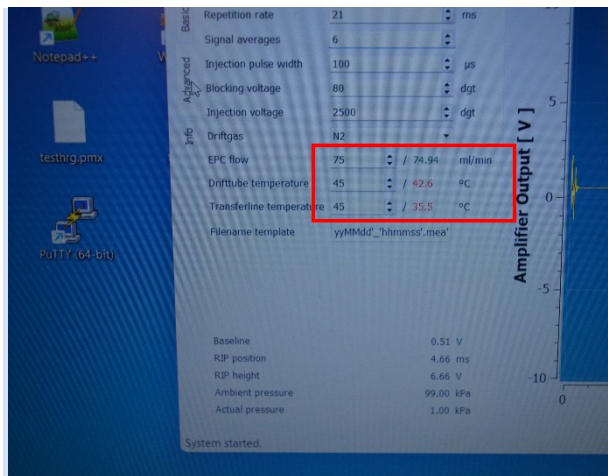 Notepad++
testhrg.pmx
PuTTY (64-bit)
Basic
Advanced
Info
Repetition rate 21 ms
Signal averages 6
Injection pulse width 100 µs
Blocking voltage 80 dgt
Injection voltage 2500 dgt
Driftgas N2
EPC flow 75 / 74.94 ml/min
Drifttube temperature 45 / 42.6 ºC
Transferline temperature 45 / 35.5 ºC
Filename template yyMMdd'_'hhmmss'.mea'
Baseline 0.51 V
RIP position 4.66 ms
RIP height 6.66 V
Ambient pressure 99.00 kPa
Actual pressure 1.00 kPa
System started.
Amplifier Output [ V ]
10
5
0
-5
-10
0